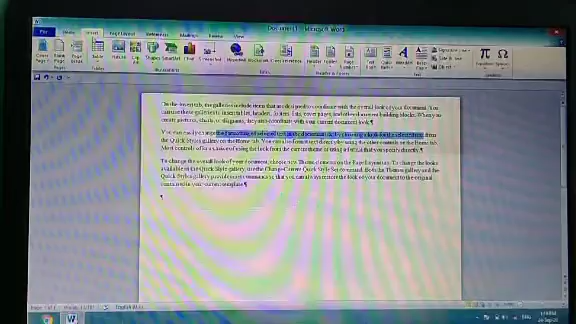 Document1 - Microsoft Word
File Home Insert Page Layout References Mailings Review View
Cover Page Blank Page Page Break Table Picture Clip Art Shapes SmartArt Chart Screenshot Hyperlink Bookmark Cross-reference Header Footer Page Number Text Box Quick Parts WordArt Drop Cap Signature Line Date & Time Object Equation Symbol
Pages Tables Illustrations Links Header & Footer Text Symbols
On the Insert tab, the galleries include items that are designed to coordinate with the overall look of your document. You
can use these galleries to insert tables, headers, footers, lists, cover pages, and other document building blocks. When you
create pictures, charts, or diagrams, they also coordinate with your current document look.¶
You can easily change the formatting of selected text in the document by choosing a look for the selected text from
the Quick Styles gallery on the Home tab. You can also format text directly by using the other controls on the Home tab.
Most controls offer a choice of using the look from the current theme or using a format that you specify directly.¶
To change the overall look of your document, choose new Theme elements on the Page Layout tab. To change the looks
available in the Quick Style gallery, use the Change Current Quick Style Set command. Both the Themes gallery and the
Quick Styles gallery provide reset commands so that you can always restore the look of your document to the original
contained in your current template.¶
¶
Page: 1 of 1
ENG